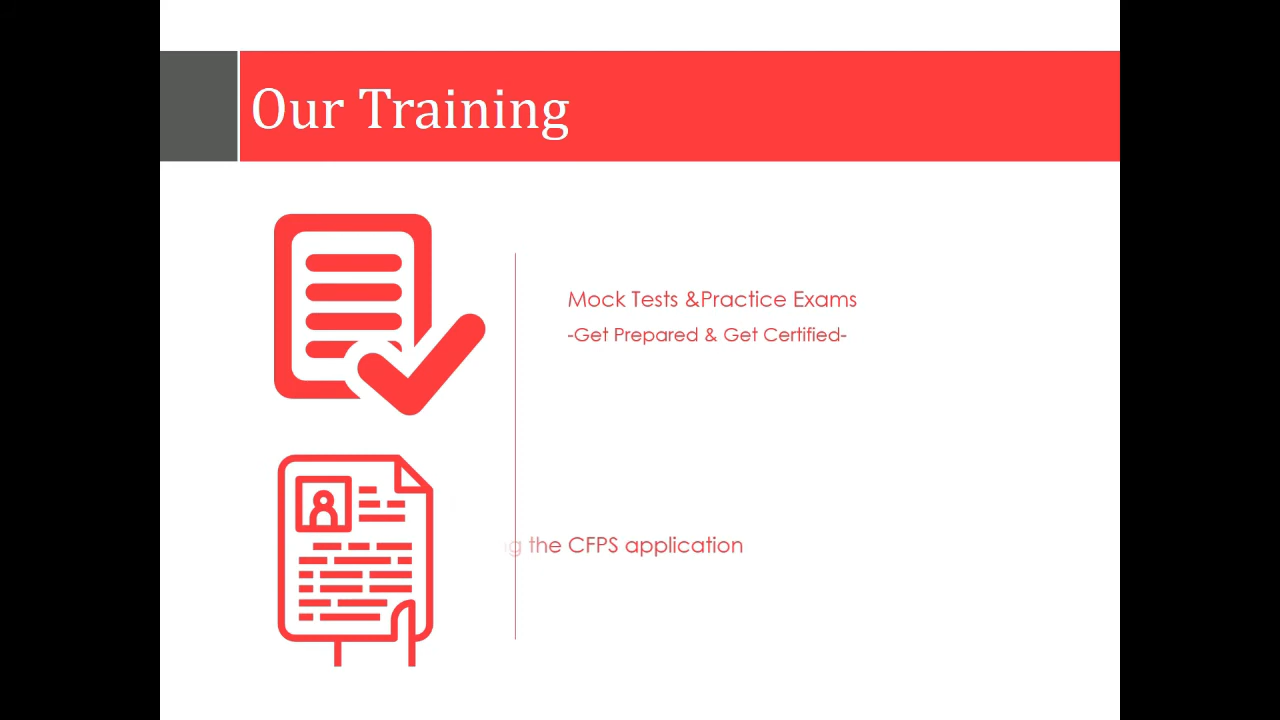 Our Training
Mock Tests &Practice Exams
-Get Prepared & Get Certified-
the CFPS application